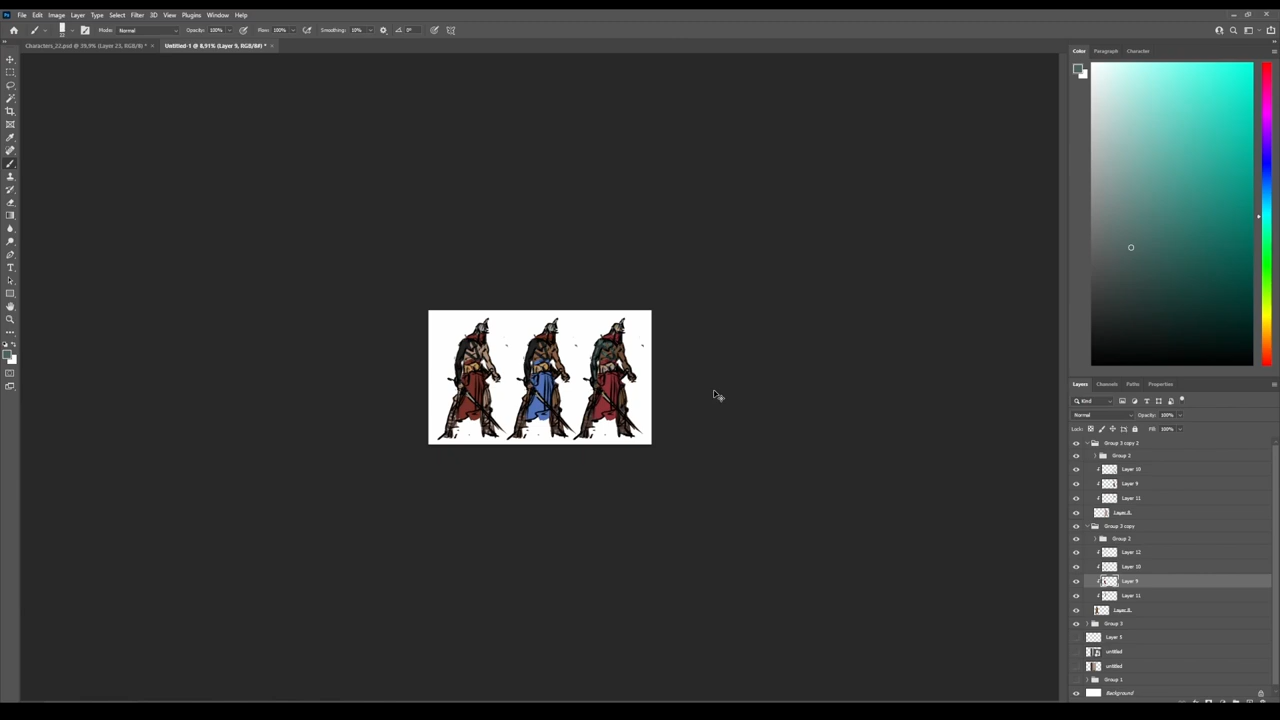 Ps File Edit Image Layer Type Select Filter 3D View Plugins Window Help
Mode: Normal Opacity: 100% Flow: 100% Smoothing: 10% 0°
Characters_22.psd @ 39,9% (Layer 23, RGB/8) * × Untitled-1 @ 8,91% (Layer 9, RGB/8#) * ×
Color Paragraph Character
Layers Channels Paths Properties
Kind
Normal Opacity: 100%
Lock: Fill: 100%
Group 3 copy 2
Group 2
Layer 10
Layer 9
Layer 11
Layer 8
Group 3 copy
Group 2
Layer 12
Layer 10
Layer 9
Layer 11
Layer 8
Group 3
Layer 5
untitled
untitled
Group 1
Background